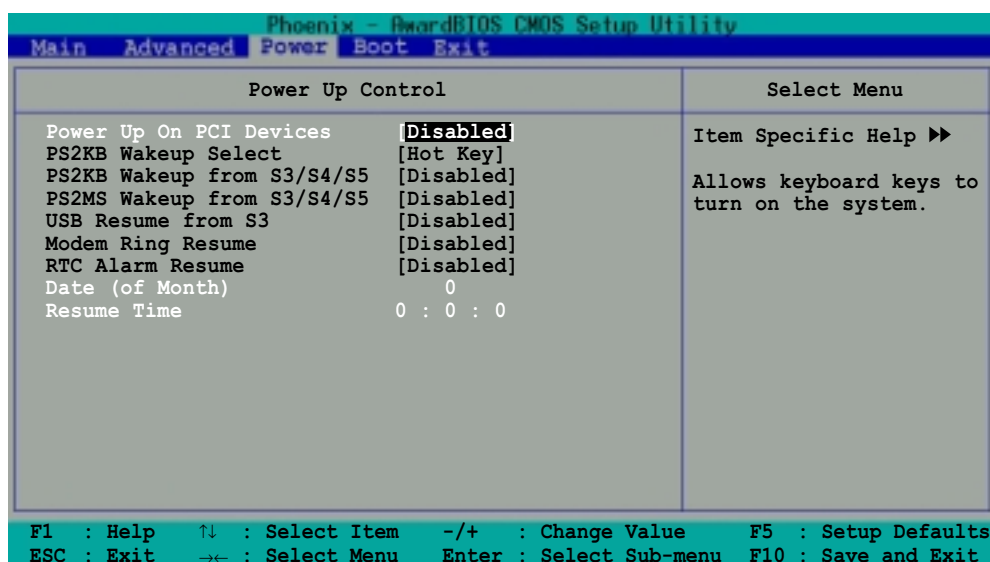 Phoenix - AwardBIOS CMOS Setup Utility
Main Advanced Power Boot Exit
Power Up Control
Select Menu
Power Up On PCI Devices [Disabled]
PS2KB Wakeup Select [Hot Key]
PS2KB Wakeup from S3/S4/S5 [Disabled]
PS2MS Wakeup from S3/S4/S5 [Disabled]
USB Resume from S3 [Disabled]
Modem Ring Resume [Disabled]
RTC Alarm Resume [Disabled]
Date (of Month) 0
Resume Time 0 : 0 : 0
Item Specific Help ▶▶
Allows keyboard keys to
turn on the system.
F1 : Help ↑↓ : Select Item -/+ : Change Value F5 : Setup Defaults
ESC : Exit →← : Select Menu Enter : Select Sub-menu F10 : Save and Exit